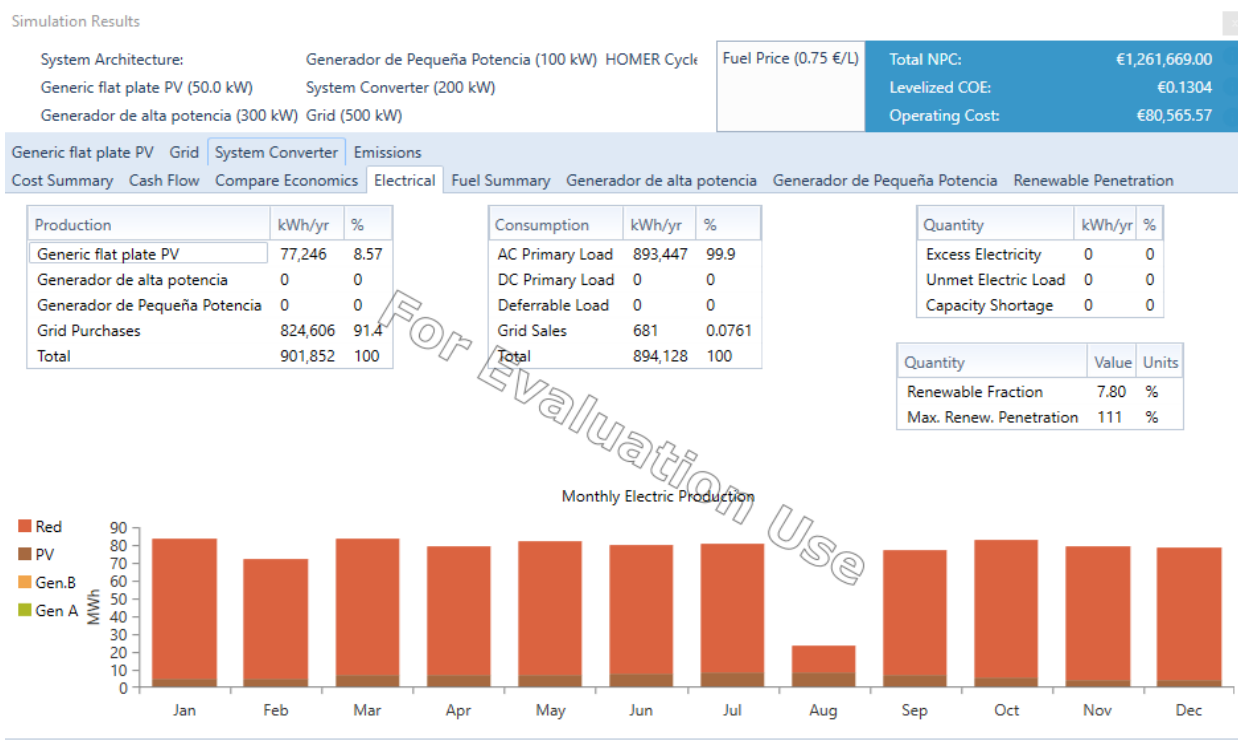 Simulation Results
System Architecture: Generador de Pequeña Potencia (100 kW) HOMER Cycle Fuel Price (0.75 €/L) Total NPC: €1,261,669.00
Generic flat plate PV (50.0 kW) System Converter (200 kW) Levelized COE: €0.1304
Generador de alta potencia (300 kW) Grid (500 kW) Operating Cost: €80,565.57
Generic flat plate PV Grid System Converter Emissions
Cost Summary Cash Flow Compare Economics Electrical Fuel Summary Generador de alta potencia Generador de Pequeña Potencia Renewable Penetration
Production kWh/yr %
Generic flat plate PV 77,246 8.57
Generador de alta potencia 0 0
Generador de Pequeña Potencia 0 0
Grid Purchases 824,606 91.4
Total 901,852 100
Consumption kWh/yr %
AC Primary Load 893,447 99.9
DC Primary Load 0 0
Deferrable Load 0 0
Grid Sales 681 0.0761
Total 894,128 100
Quantity kWh/yr %
Excess Electricity 0 0
Unmet Electric Load 0 0
Capacity Shortage 0 0
Quantity Value Units
Renewable Fraction 7.80 %
Max. Renew. Penetration 111 %
For Evaluation Use
Monthly Electric Production
Red
PV
Gen.B
Gen A
MWh
90
80
70
60
50
40
30
20
10
0
Jan Feb Mar Apr May Jun Jul Aug Sep Oct Nov Dec